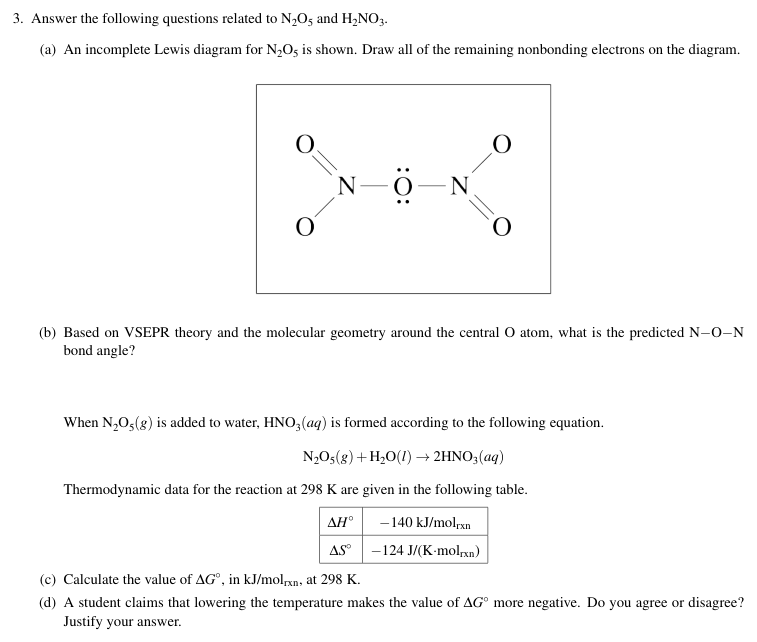 3. Answer the following questions related to N₂O₅ and H₂NO₃.
(a) An incomplete Lewis diagram for N₂O₅ is shown. Draw all of the remaining nonbonding electrons on the diagram.
O O
N O N
O O
(b) Based on VSEPR theory and the molecular geometry around the central O atom, what is the predicted N−O−N
bond angle?
When N₂O₅(g) is added to water, HNO₃(aq) is formed according to the following equation.
N₂O₅(g) + H₂O(l) → 2HNO₃(aq)
Thermodynamic data for the reaction at 298 K are given in the following table.
ΔH° −140 kJ/molrxn
ΔS° −124 J/(K·molrxn)
(c) Calculate the value of ΔG°, in kJ/molrxn, at 298 K.
(d) A student claims that lowering the temperature makes the value of ΔG° more negative. Do you agree or disagree?
Justify your answer.